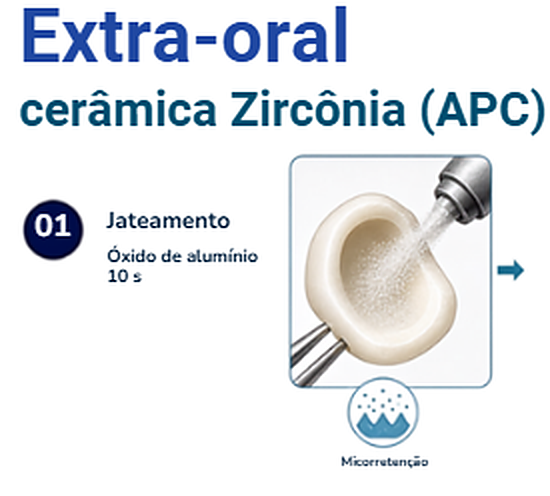 Extra-oral
cerâmica Zircônia (APC)
01
Jateamento
Óxido de alumínio
10 s
Micorretenção